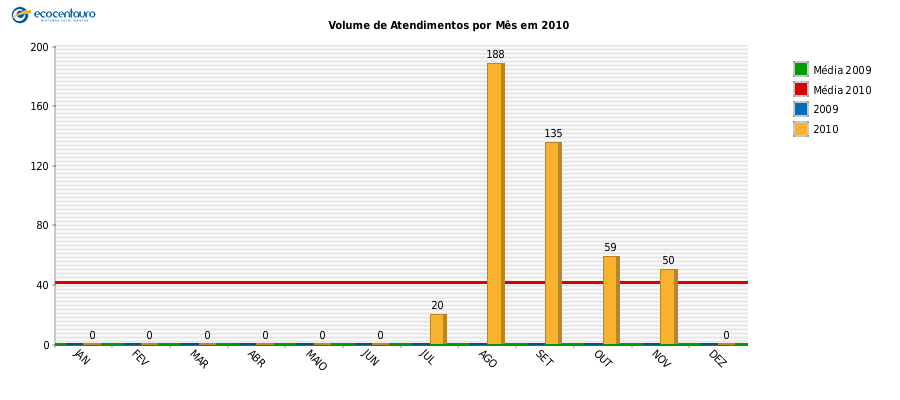 ecocentauro
Volume de Atendimentos por Mês em 2010
200
160
120
80
40
0
0
0
0
0
0
0
20
188
135
59
50
0
JAN
FEV
MAR
ABR
MAIO
JUN
JUL
AGO
SET
OUT
NOV
DEZ
Média 2009
Média 2010
2009
2010